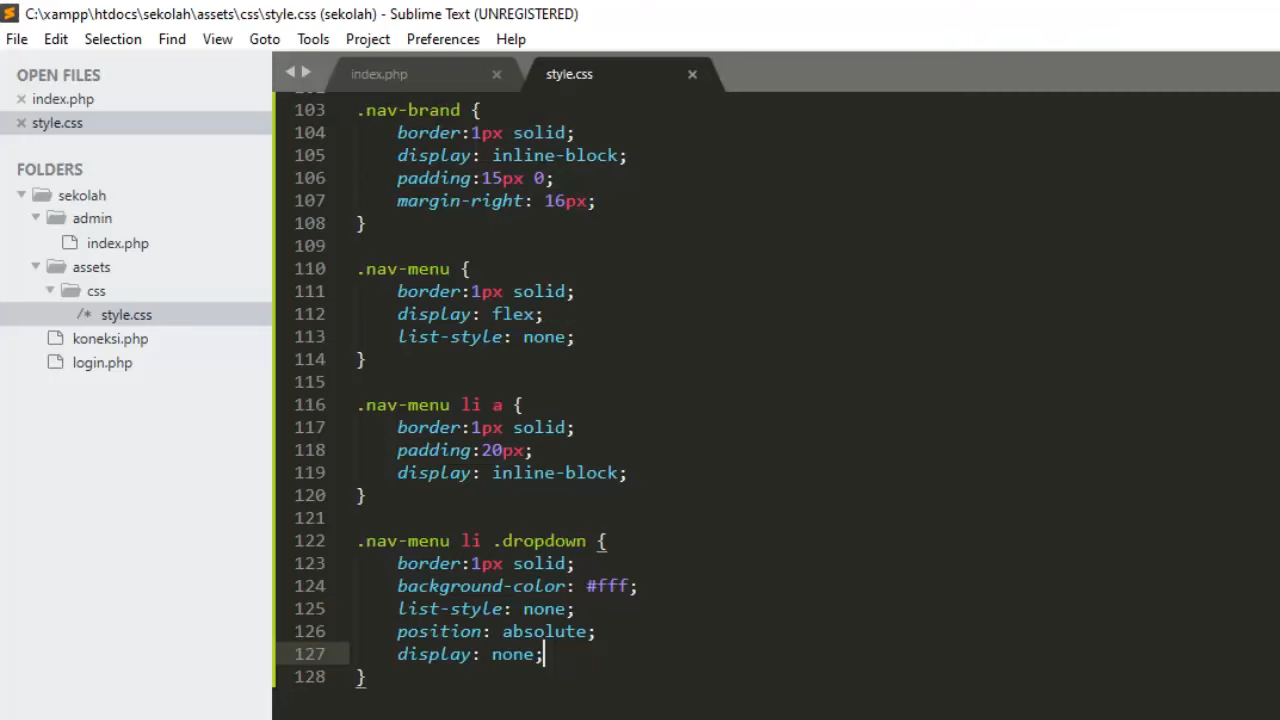 C:\xampp\htdocs\sekolah\assets\css\style.css (sekolah) - Sublime Text (UNREGISTERED)
File Edit Selection Find View Goto Tools Project Preferences Help
OPEN FILES
index.php
style.css
FOLDERS
sekolah
admin
index.php
assets
css
/* style.css
koneksi.php
login.php
index.php
style.css
103 .nav-brand {
104 border:1px solid;
105 display: inline-block;
106 padding:15px 0;
107 margin-right: 16px;
108 }
109
110 .nav-menu {
111 border:1px solid;
112 display: flex;
113 list-style: none;
114 }
115
116 .nav-menu li a {
117 border:1px solid;
118 padding:20px;
119 display: inline-block;
120 }
121
122 .nav-menu li .dropdown {
123 border:1px solid;
124 background-color: #fff;
125 list-style: none;
126 position: absolute;
127 display: none;
128 }